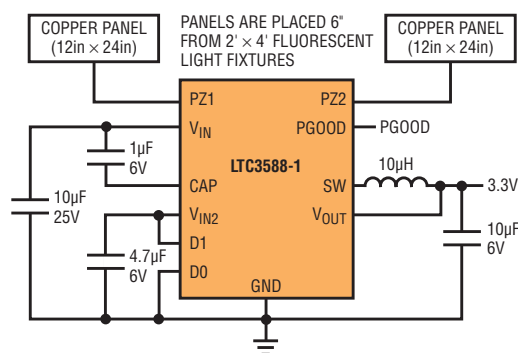 COPPER PANEL
(12in × 24in)
PANELS ARE PLACED 6"
FROM 2' × 4' FLUORESCENT
LIGHT FIXTURES
COPPER PANEL
(12in × 24in)
PZ1
PZ2
VIN
PGOOD
PGOOD
1µF
6V
LTC3588-1
10µH
CAP
SW
3.3V
10µF
25V
VIN2
VOUT
10µF
6V
4.7µF
6V
D1
D0
GND